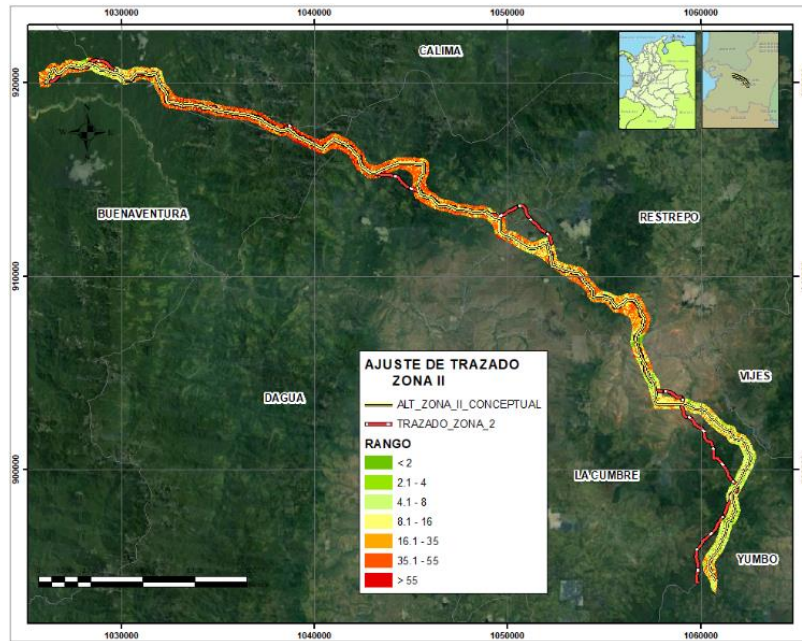 1030000
1040000
1050000
1060000
CALIMA
920000
BUENAVENTURA
RESTREPO
910000
AJUSTE DE TRAZADO
ZONA II
ALT_ZONA_II_CONCEPTUAL
TRAZADO_ZONA_2
RANGO
< 2
2.1 - 4
4.1 - 8
8.1 - 16
16.1 - 35
35.1 - 55
> 55
VIJES
DAGUA
900000
LA CUMBRE
YUMBO
1030000
1040000
1050000
1060000